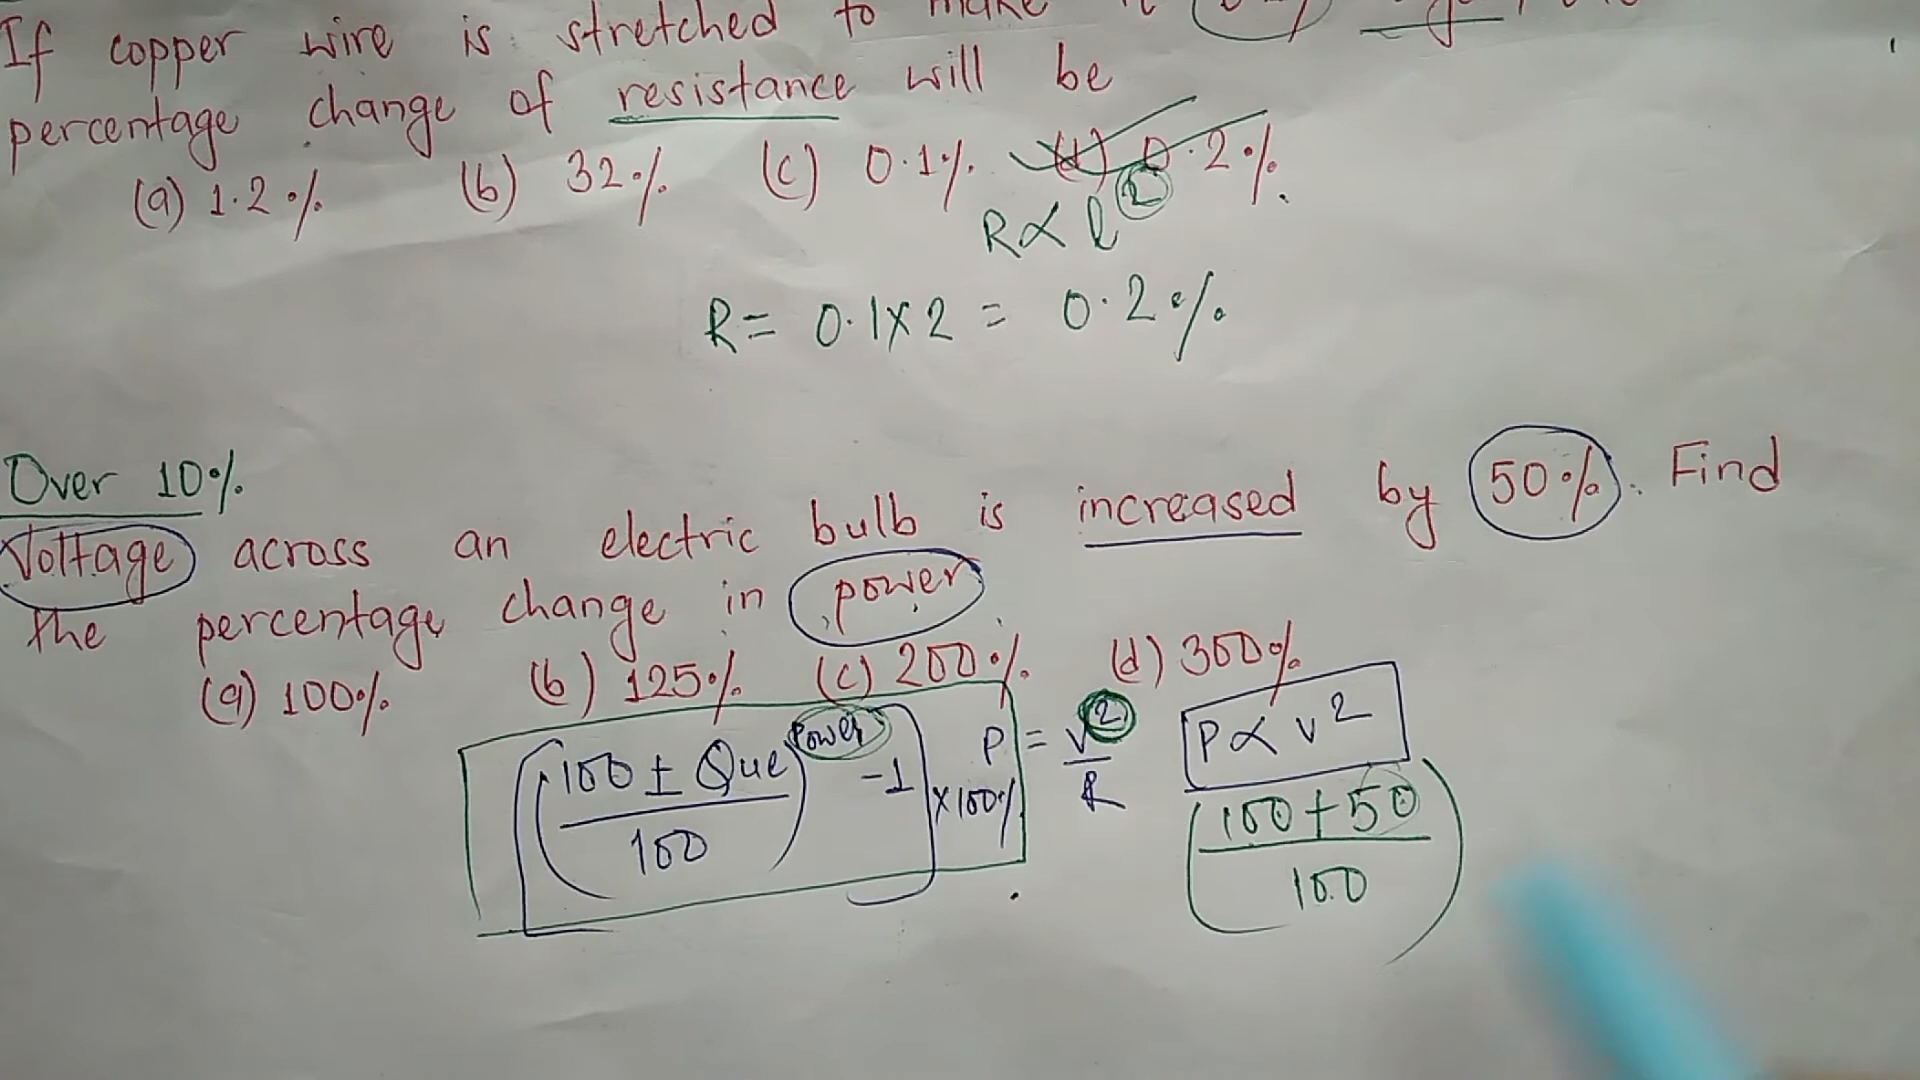 If copper wire is stretched to make it
percentage change of resistance will be
(a) 1.2% (b) 32% (c) 0.1% (d) 0.2%.
R∝ l²
R = 0.1×2 = 0.2%
Over 10%
Voltage across an electric bulb is increased by 50%. Find
the percentage change in power
(a) 100% (b) 125% (c) 200% (d) 300%
[((100 ± Que)/100)^Power -1] ×100% P = V²/R P∝ V²
((100+50)/100)